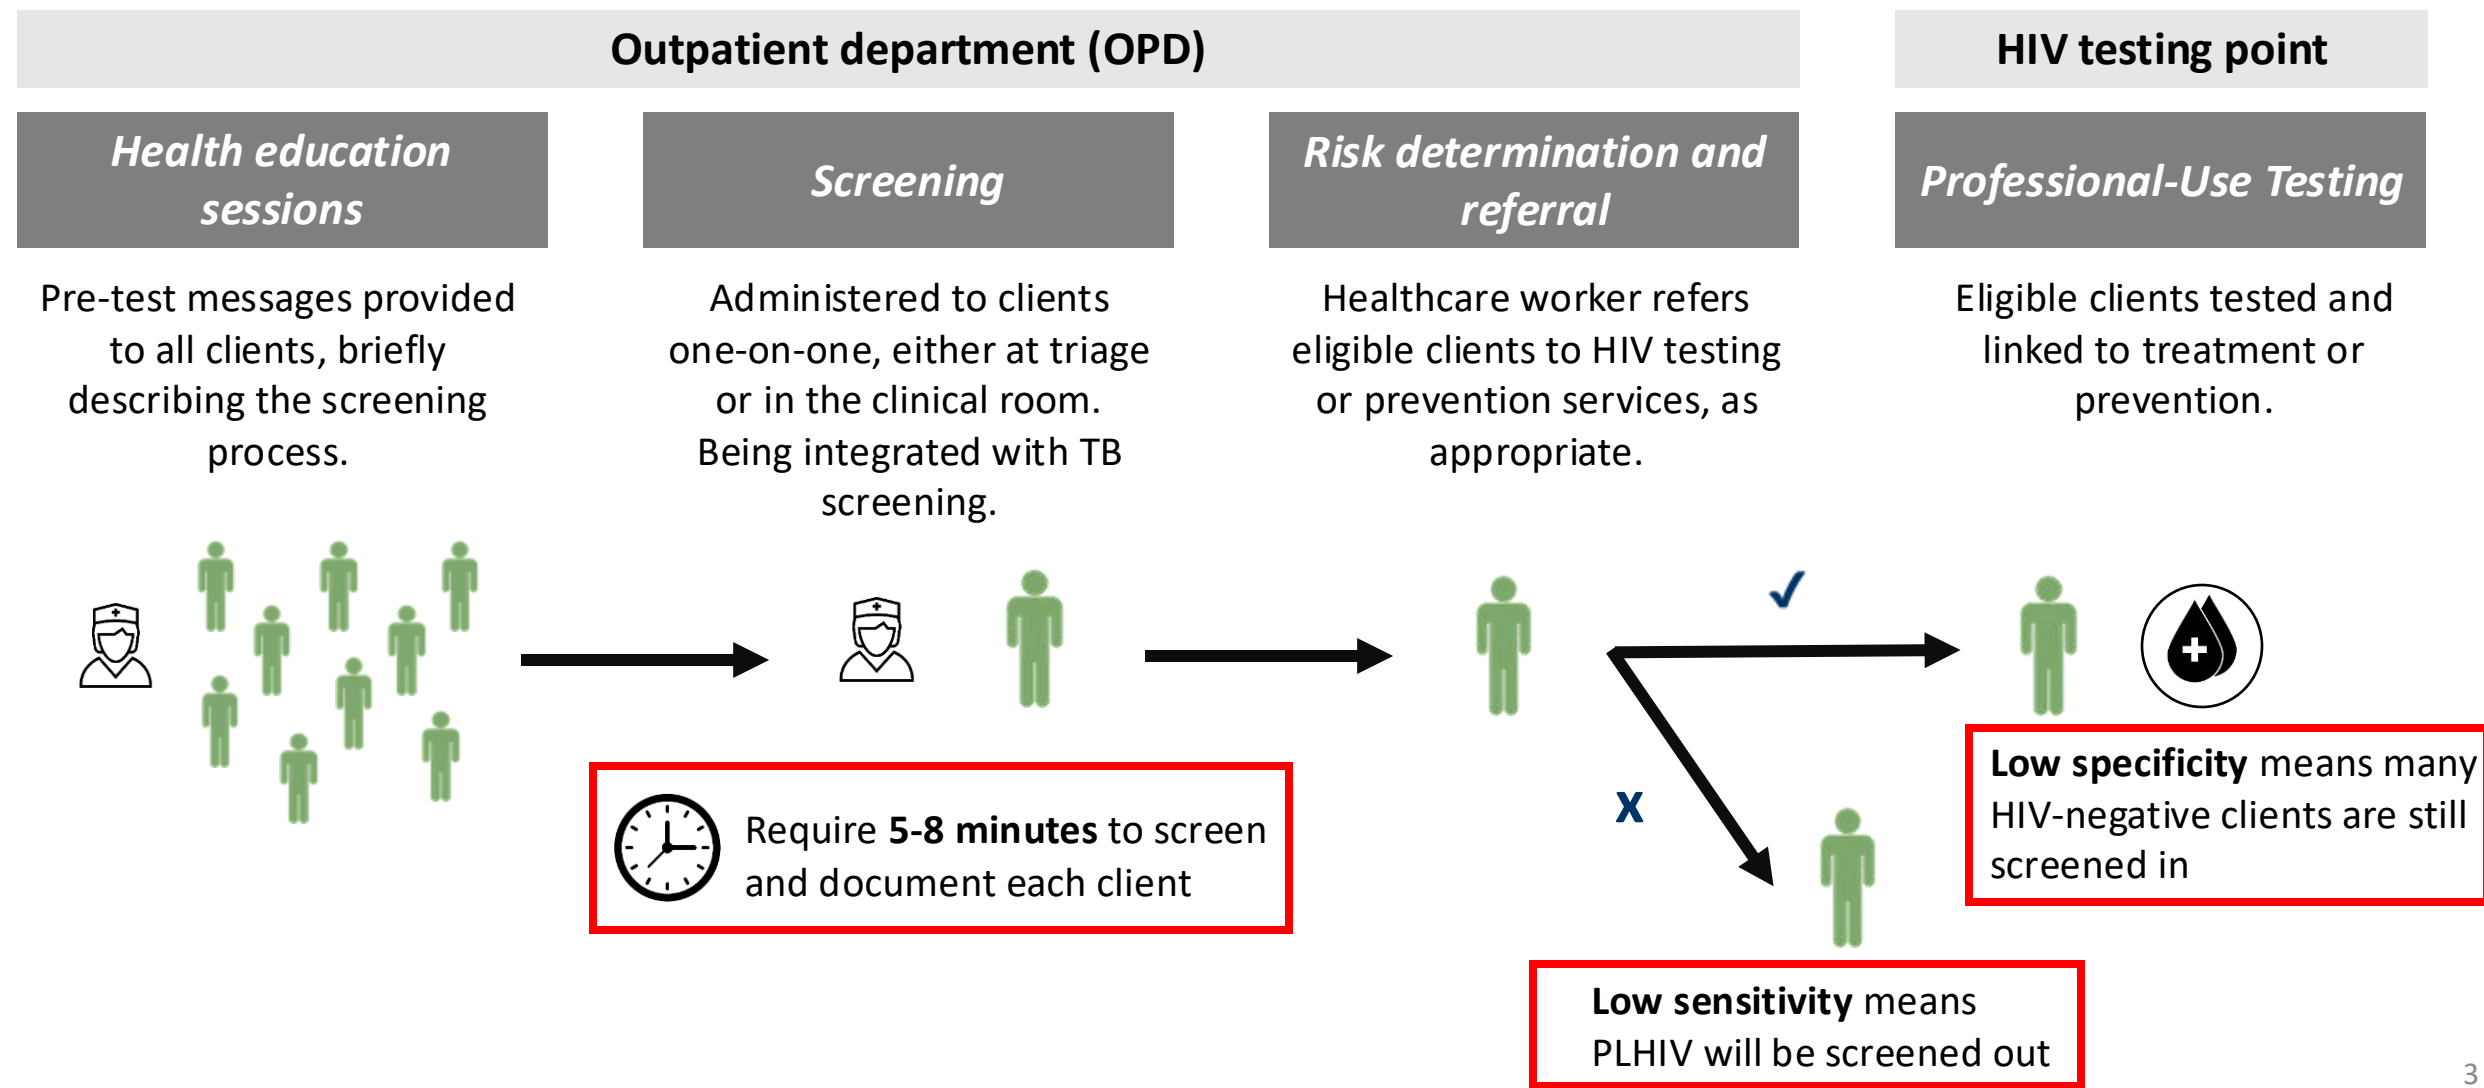 Outpatient department (OPD)
HIV testing point
Health education
sessions
Screening
Risk determination and
referral
Professional-Use Testing
Pre-test messages provided
to all clients, briefly
describing the screening
process.
Administered to clients
one-on-one, either at triage
or in the clinical room.
Being integrated with TB
screening.
Healthcare worker refers
eligible clients to HIV testing
or prevention services, as
appropriate.
Eligible clients tested and
linked to treatment or
prevention.
X
Require 5-8 minutes to screen
and document each client
Low specificity means many
HIV-negative clients are still
screened in
Low sensitivity means
PLHIV will be screened out
3